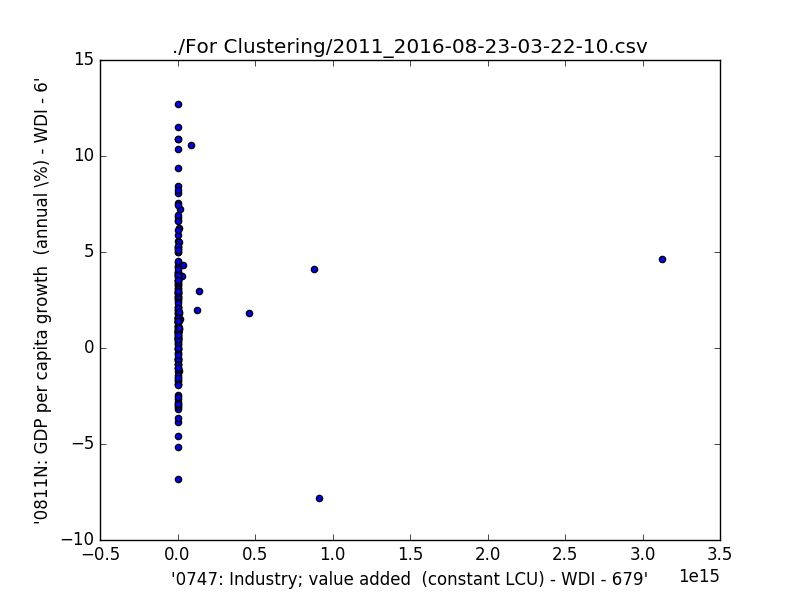 ./For Clustering/2011_2016-08-23-03-22-10.csv
'0811N: GDP per capita growth  (annual \%) - WDI - 6'
15
10
5
0
−5
−10
−0.5 0.0 0.5 1.0 1.5 2.0 2.5 3.0 3.5
1e15
'0747: Industry; value added  (constant LCU) - WDI - 679'